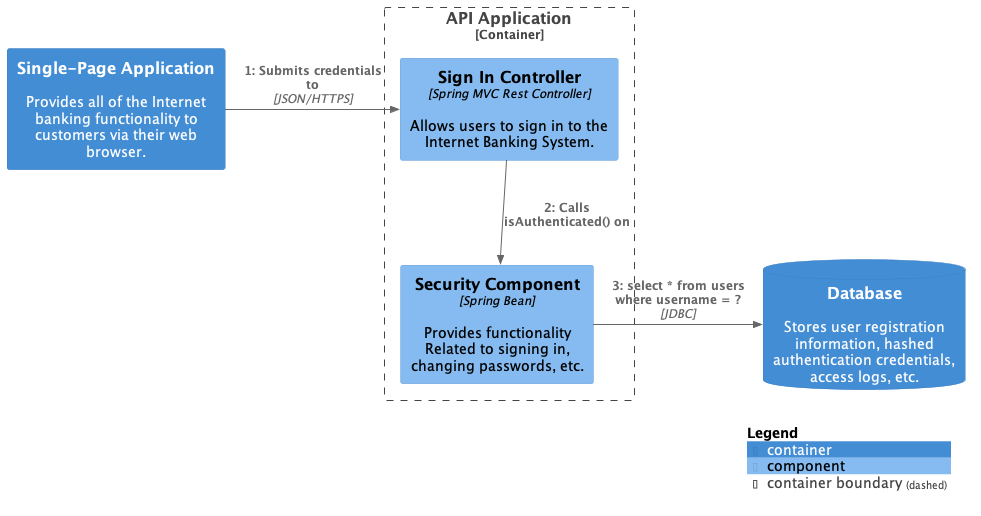 API Application
[Container]
Single-Page Application
Provides all of the Internet
banking functionality to
customers via their web
browser.
1: Submits credentials
to
[JSON/HTTPS]
Sign In Controller
[Spring MVC Rest Controller]
Allows users to sign in to the
Internet Banking System.
2: Calls
isAuthenticated() on
Security Component
[Spring Bean]
Provides functionality
Related to signing in,
changing passwords, etc.
3: select * from users
where username = ?
[JDBC]
Database
Stores user registration
information, hashed
authentication credentials,
access logs, etc.
Legend
container
component
container boundary (dashed)